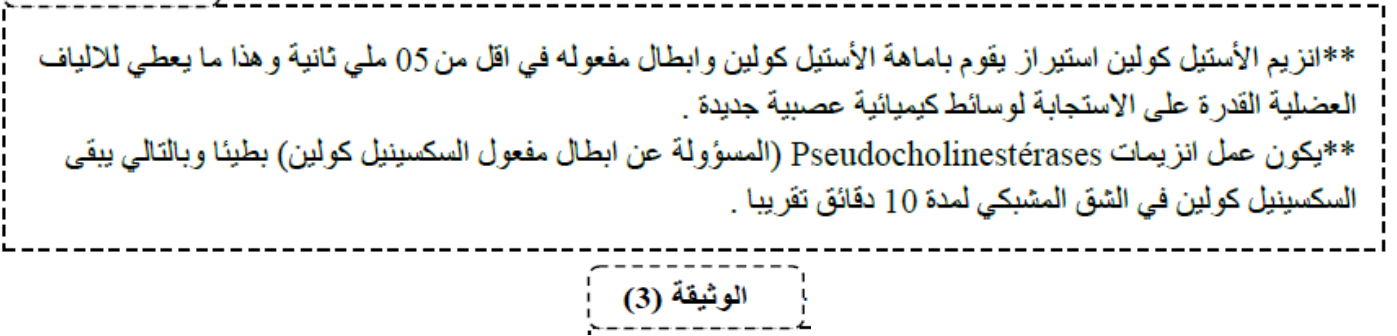 **انزيم الأستيل كولين استيراز يقوم باماهة الأستيل كولين وابطال مفعوله في اقل من 05 ملي ثانية وهذا ما يعطي للالياف
العضلية القدرة على الاستجابة لوسائط كيميائية عصبية جديدة .
**يكون عمل انزيمات Pseudocholinestérases (المسؤولة عن ابطال مفعول السكسينيل كولين) بطيئا وبالتالي يبقى
السكسينيل كولين في الشق المشبكي لمدة 10 دقائق تقريبا .
الوثيقة (3)